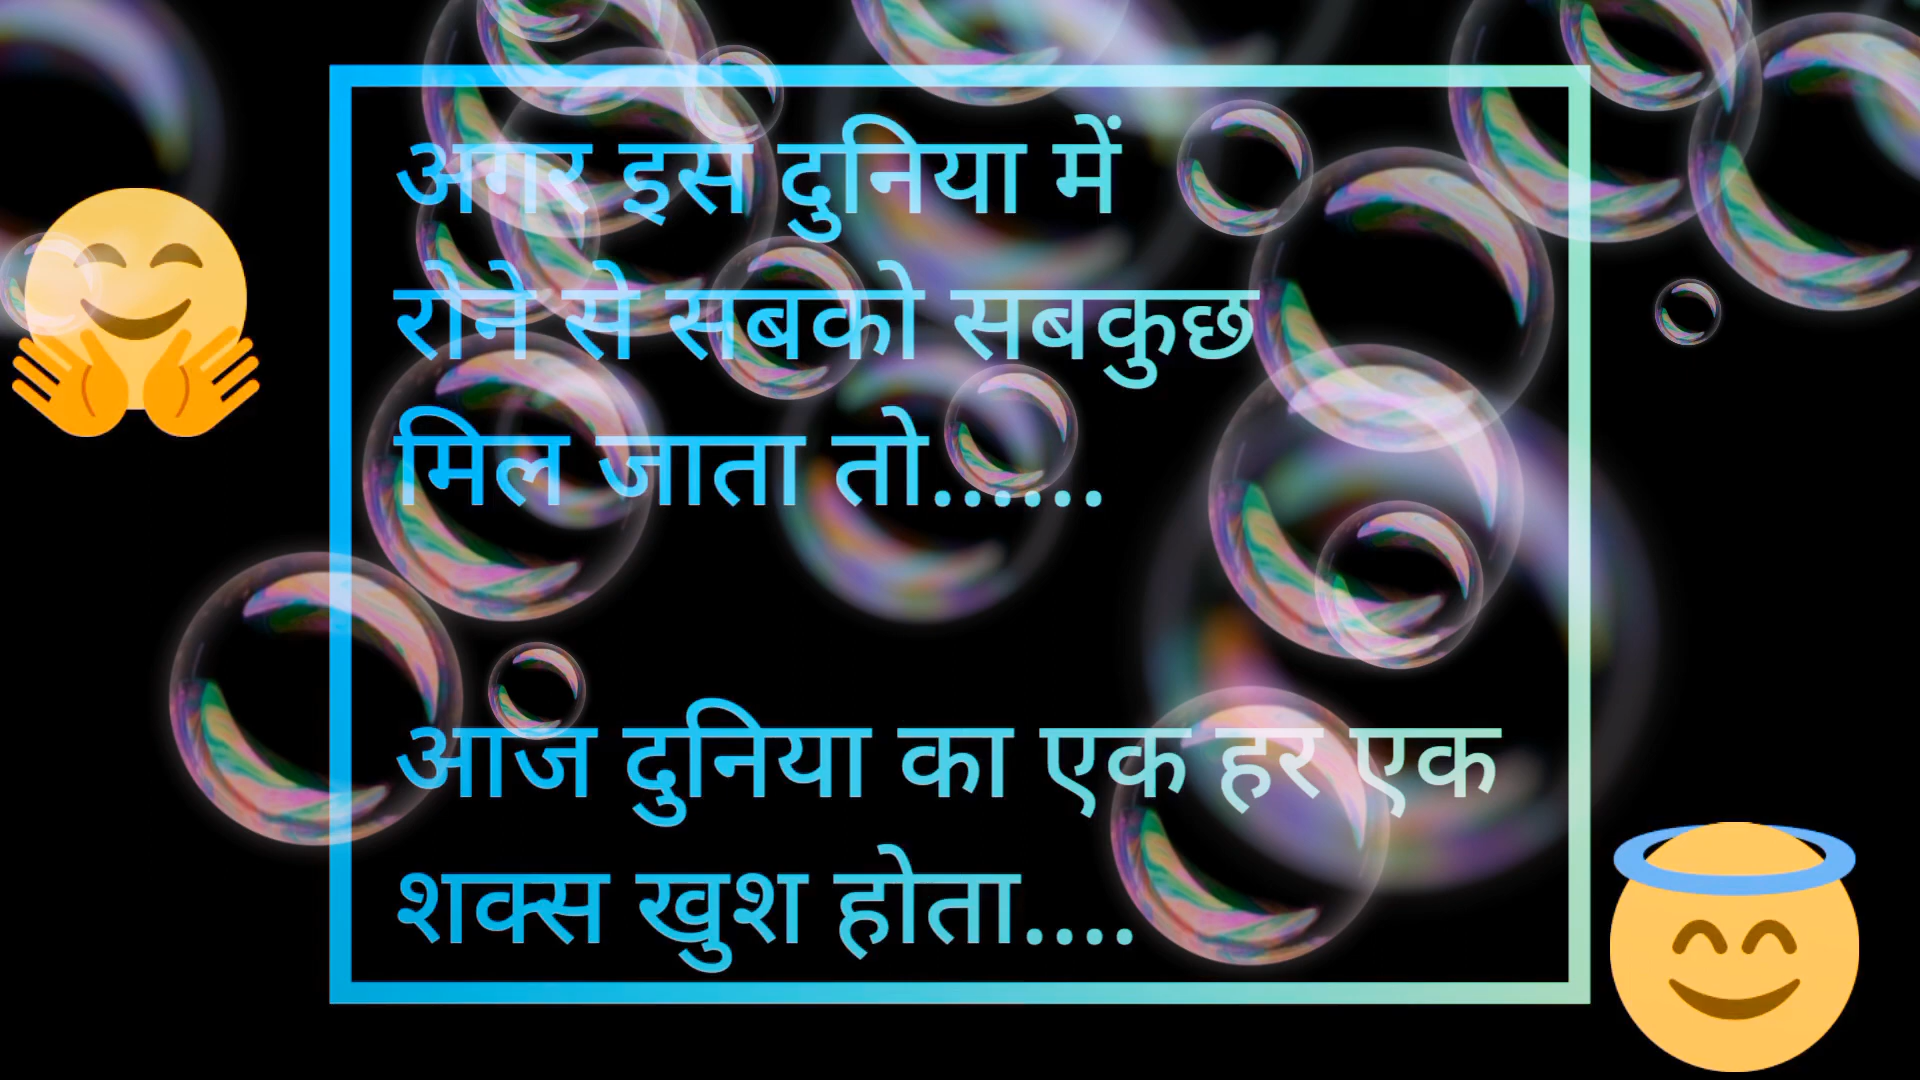 अगर इस दुनिया में
रोने से सबको सबकुछ
मिल जाता तो......
आज दुनिया का एक हर एक
शक्स खुश होता....